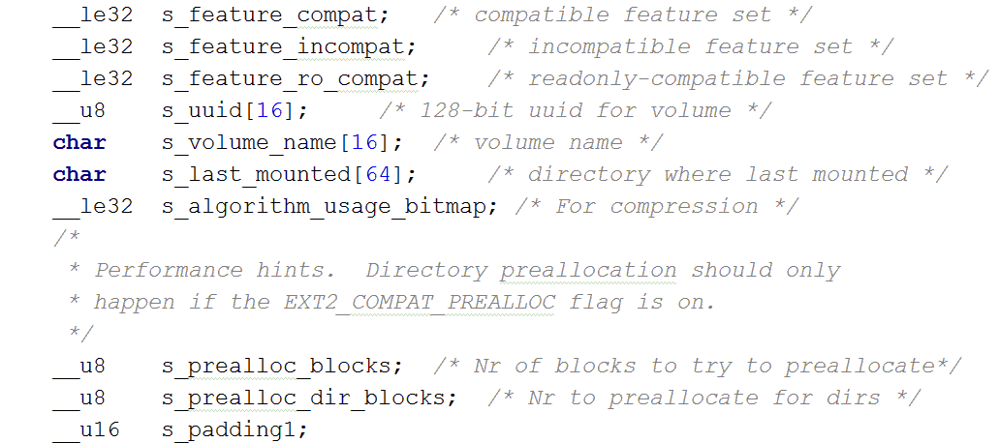 __le32  s_feature_compat;   /* compatible feature set */
__le32  s_feature_incompat;     /* incompatible feature set */
__le32  s_feature_ro_compat;    /* readonly-compatible feature set */
__u8    s_uuid[16];     /* 128-bit uuid for volume */
char    s_volume_name[16];  /* volume name */
char    s_last_mounted[64];     /* directory where last mounted */
__le32  s_algorithm_usage_bitmap; /* For compression */
/*
 * Performance hints.  Directory preallocation should only
 * happen if the EXT2_COMPAT_PREALLOC flag is on.
 */
__u8    s_prealloc_blocks;  /* Nr of blocks to try to preallocate*/
__u8    s_prealloc_dir_blocks;  /* Nr to preallocate for dirs */
__u16   s_padding1;